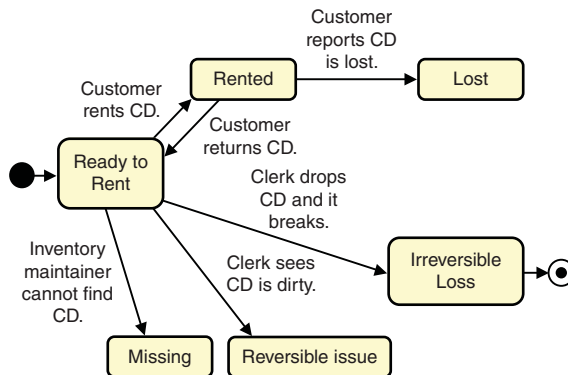 Customer
reports CD
is lost.
Rented
Lost
Customer
rents CD.
Customer
returns CD.
Ready to
Rent
Clerk drops
CD and it
breaks.
Inventory
maintainer
cannot find
CD.
Clerk sees
CD is dirty.
Irreversible
Loss
Missing
Reversible issue